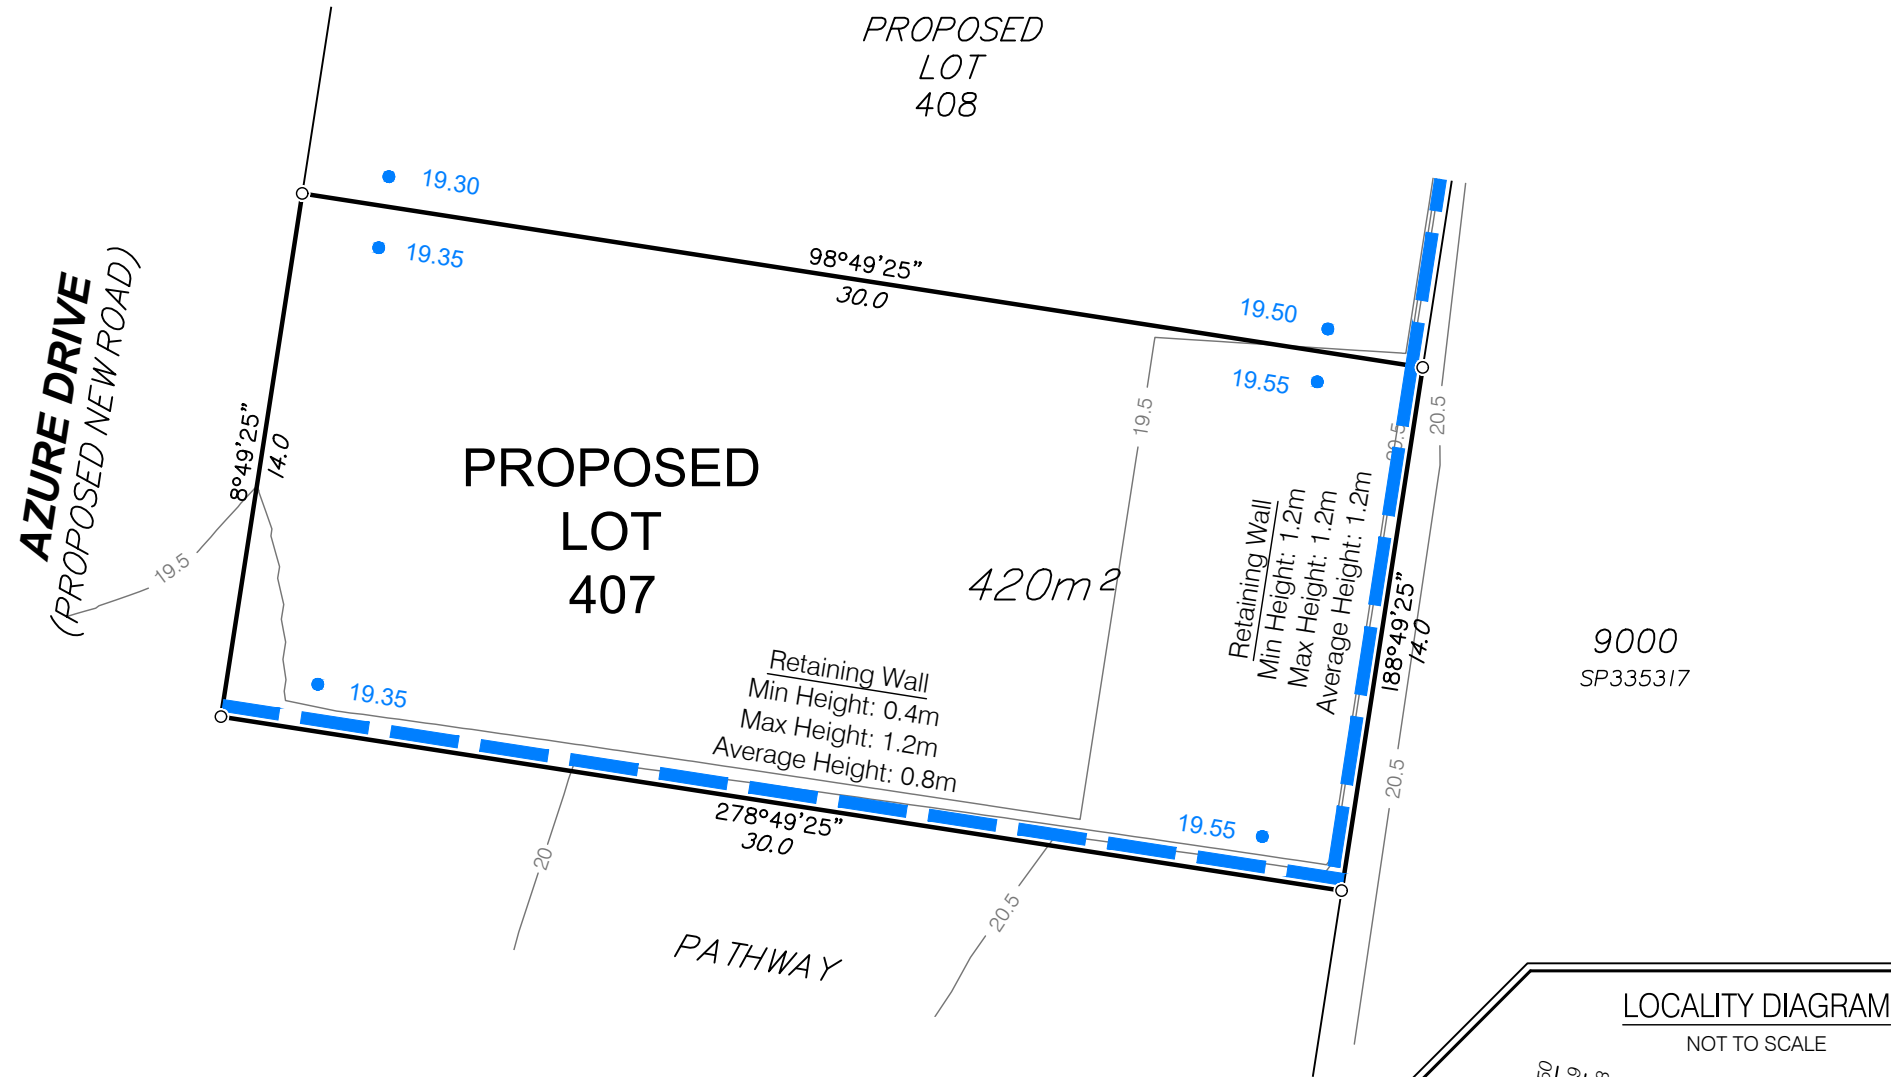 PROPOSED
LOT
408
19.30
19.35
98°49'25"
30.0
19.50
19.55
AZURE DRIVE
(PROPOSED NEW ROAD)
8°49'25"
14.0
19.5
19.5
20.5
20.5
PROPOSED
LOT
407
420m²
Retaining Wall
Min Height: 1.2m
Max Height: 1.2m
Average Height: 1.2m
188°49'25"
14.0
9000
SP335317
19.35
Retaining Wall
Min Height: 0.4m
Max Height: 1.2m
Average Height: 0.8m
278°49'25"
30.0
19.55
20.5
20
20.5
PATHWAY
LOCALITY DIAGRAM
NOT TO SCALE